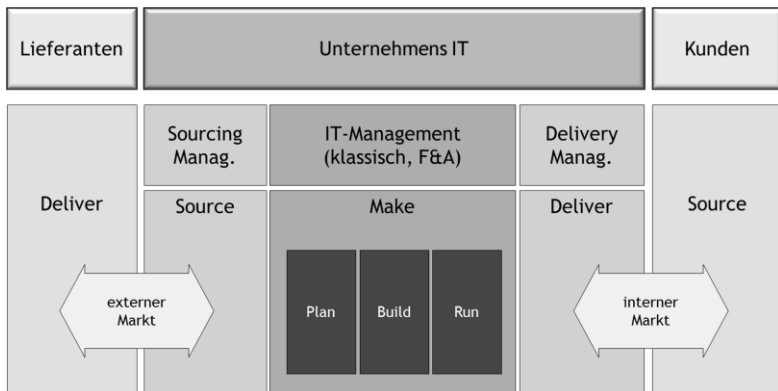 Lieferanten
Unternehmens IT
Kunden
Sourcing
Manag.
IT-Management
(klassisch, F&A)
Delivery
Manag.
Deliver
Source
Make
Deliver
Source
externer
Markt
Plan
Build
Run
interner
Markt